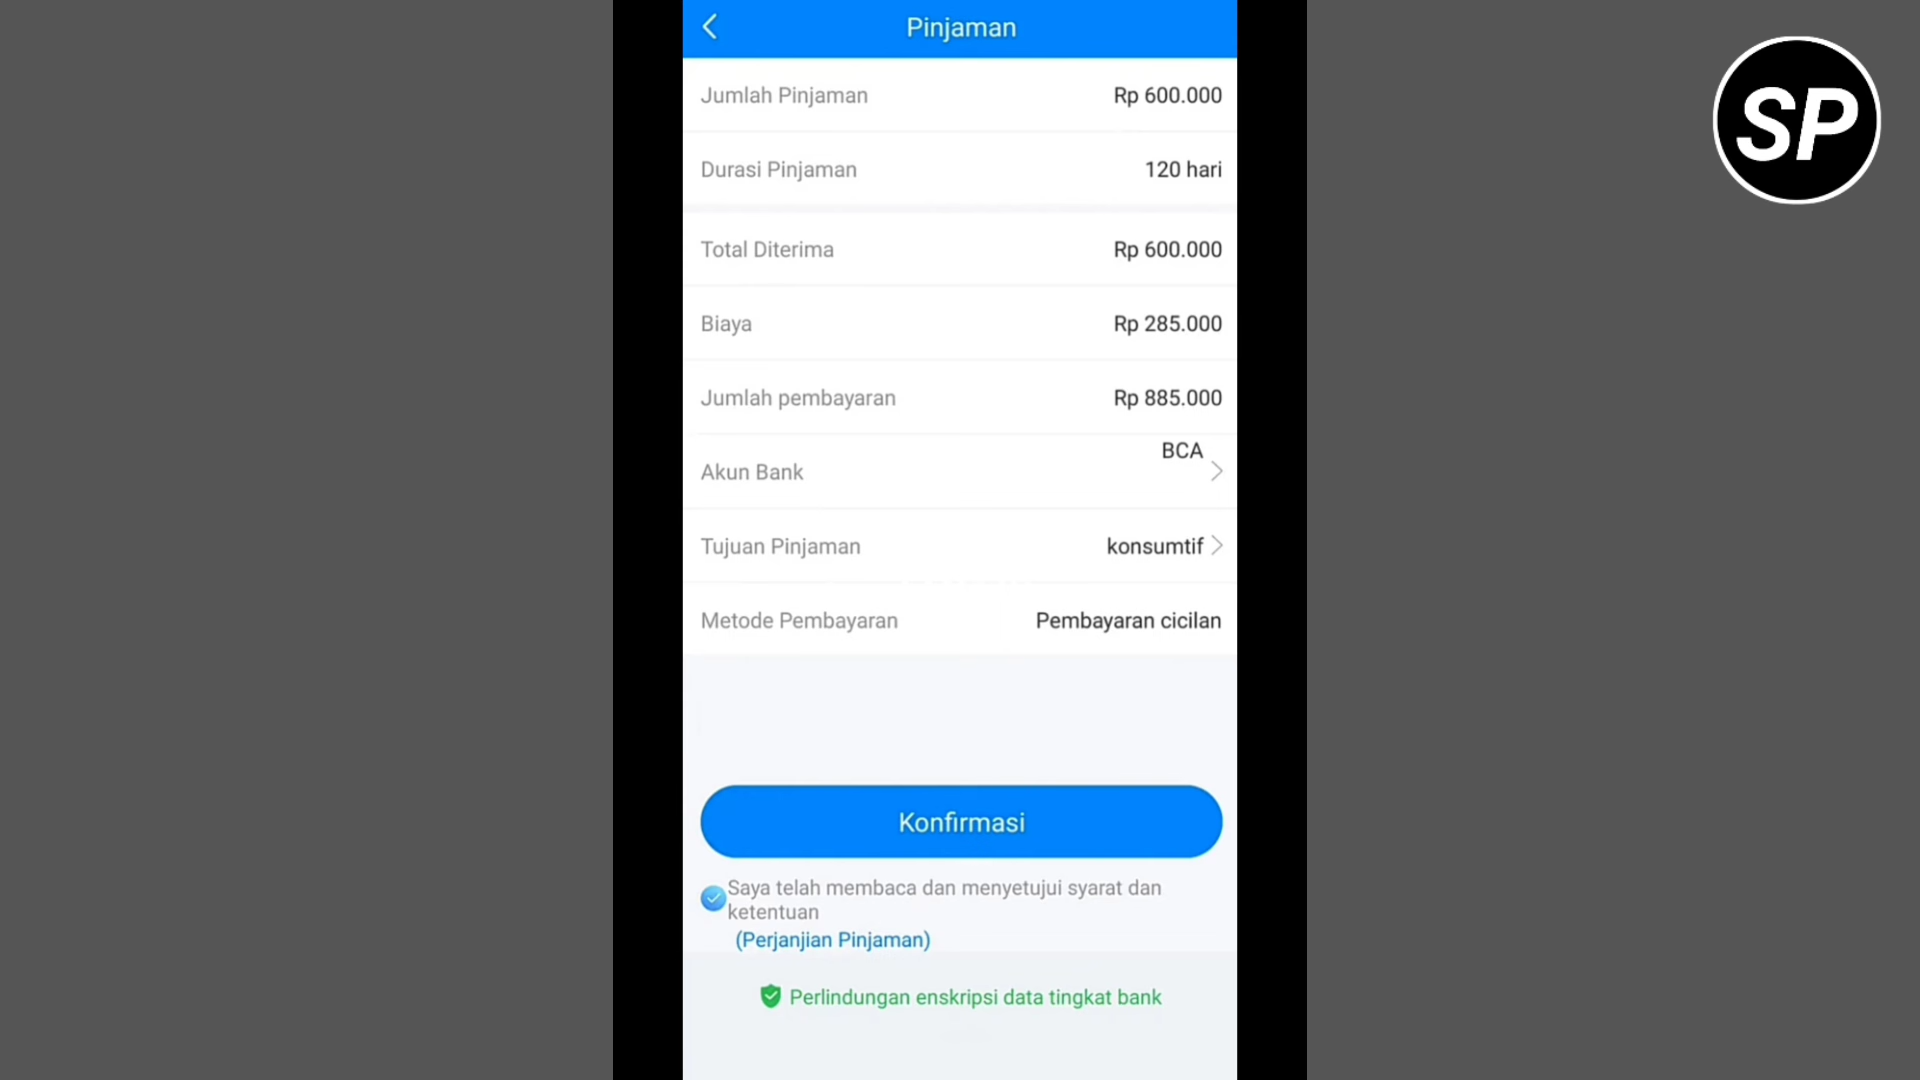 Pinjaman
SP
Jumlah Pinjaman Rp 600.000
Durasi Pinjaman 120 hari
Total Diterima Rp 600.000
Biaya Rp 285.000
Jumlah pembayaran Rp 885.000
Akun Bank BCA
Tujuan Pinjaman konsumtif
Metode Pembayaran Pembayaran cicilan
Konfirmasi
Saya telah membaca dan menyetujui syarat dan
ketentuan
(Perjanjian Pinjaman)
Perlindungan enskripsi data tingkat bank